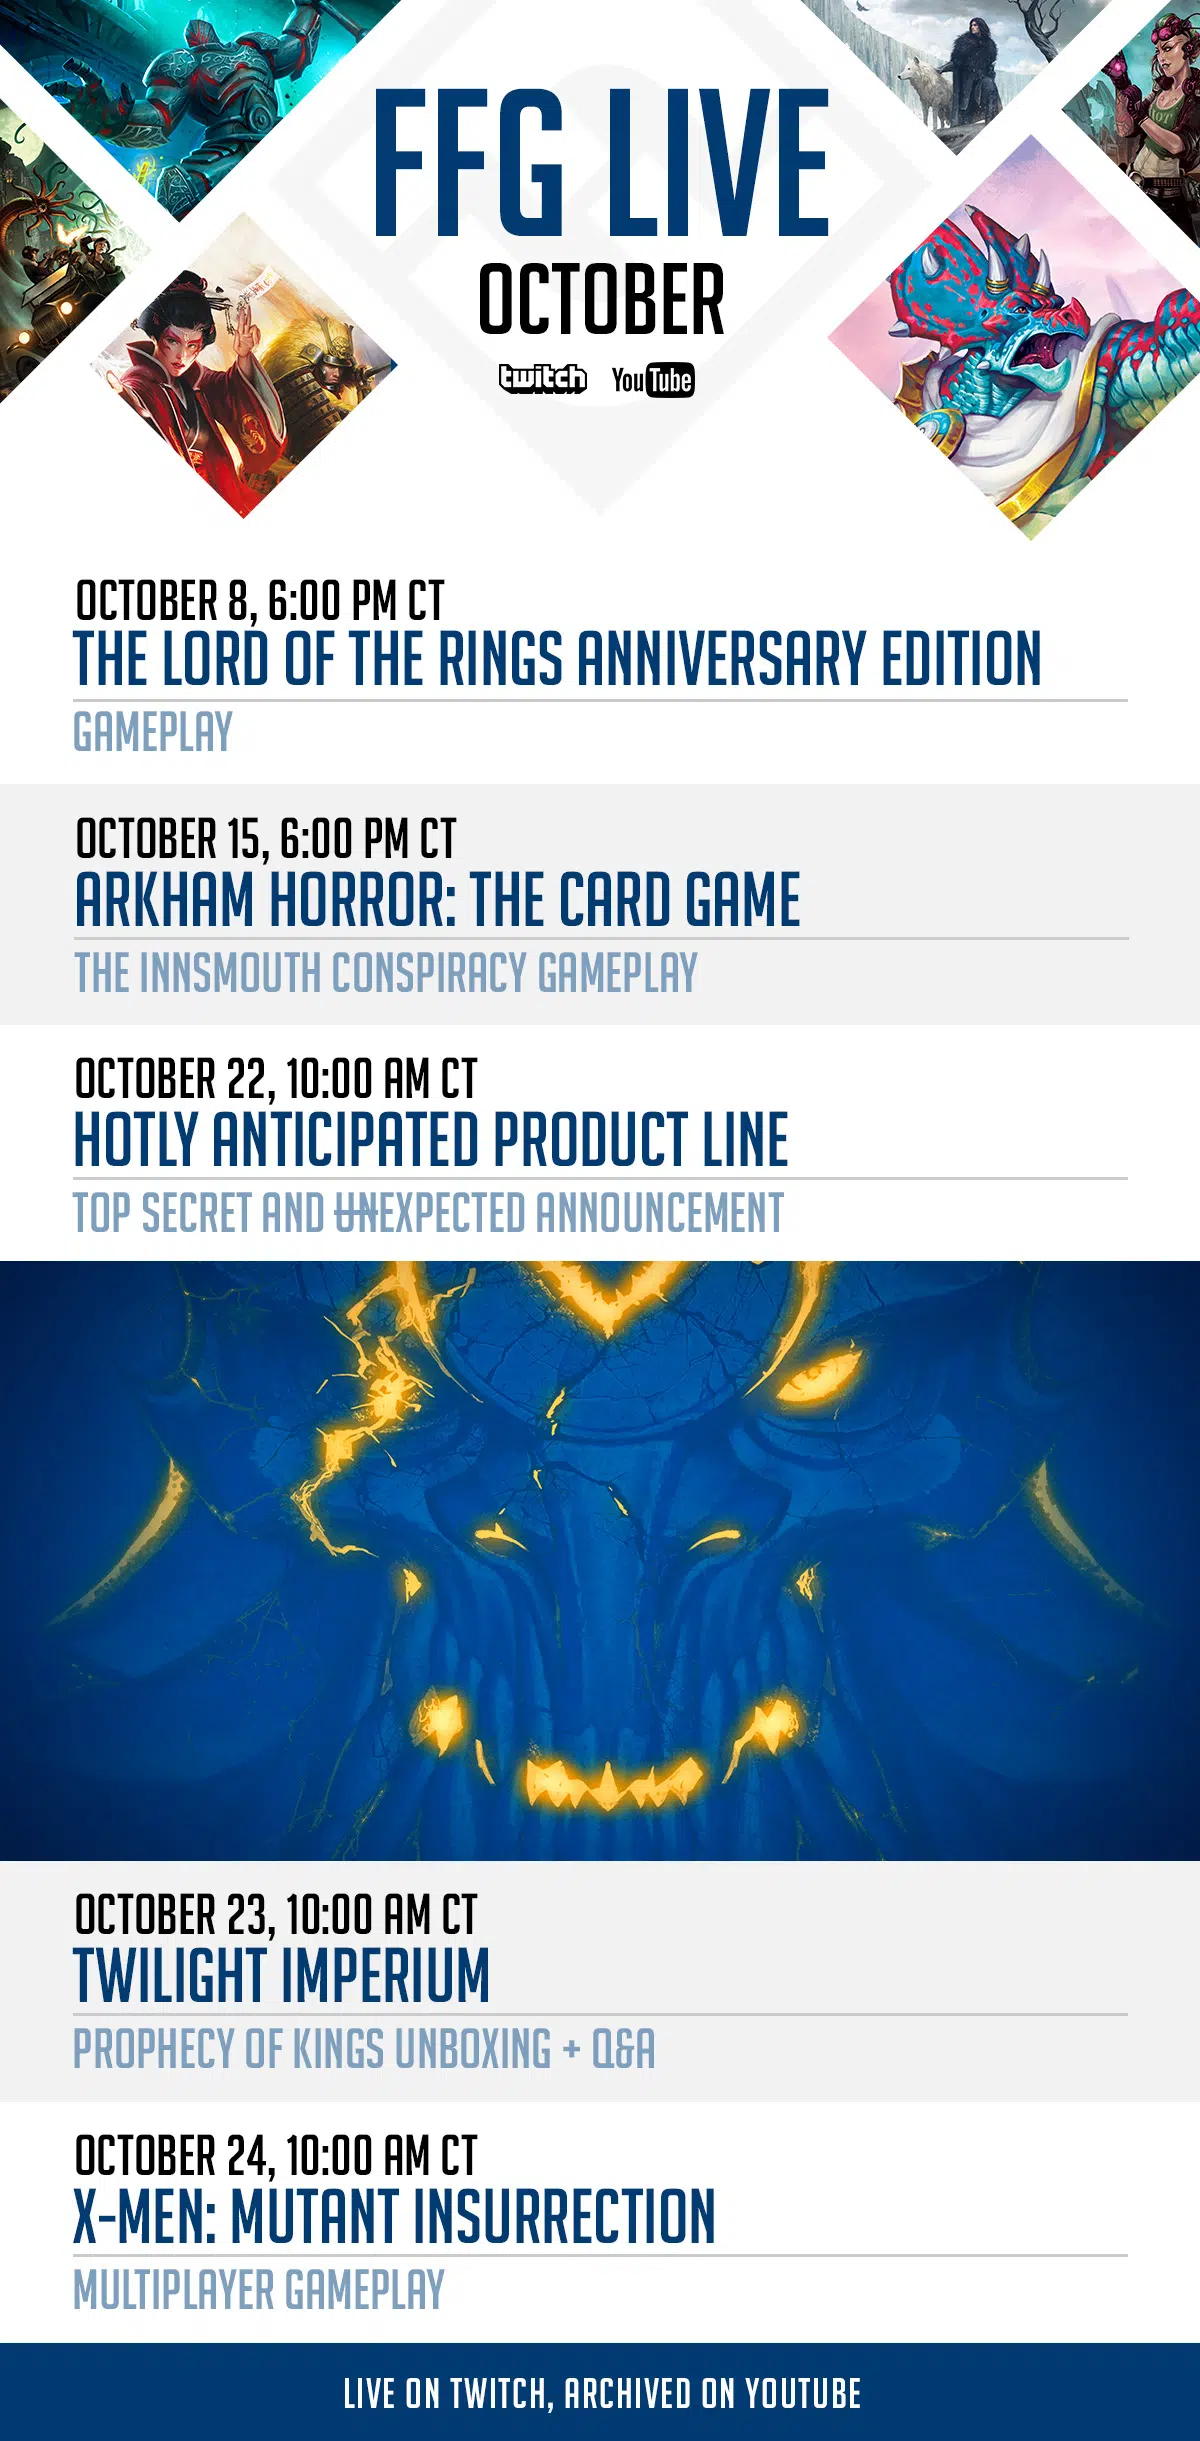 FFG LIVE
OCTOBER
twitch YouTube
OCTOBER 8, 6:00 PM CT
THE LORD OF THE RINGS ANNIVERSARY EDITION
GAMEPLAY
OCTOBER 15, 6:00 PM CT
ARKHAM HORROR: THE CARD GAME
THE INNSMOUTH CONSPIRACY GAMEPLAY
OCTOBER 22, 10:00 AM CT
HOTLY ANTICIPATED PRODUCT LINE
TOP SECRET AND UNEXPECTED ANNOUNCEMENT
OCTOBER 23, 10:00 AM CT
TWILIGHT IMPERIUM
PROPHECY OF KINGS UNBOXING + Q&A
OCTOBER 24, 10:00 AM CT
X-MEN: MUTANT INSURRECTION
MULTIPLAYER GAMEPLAY
LIVE ON TWITCH, ARCHIVED ON YOUTUBE